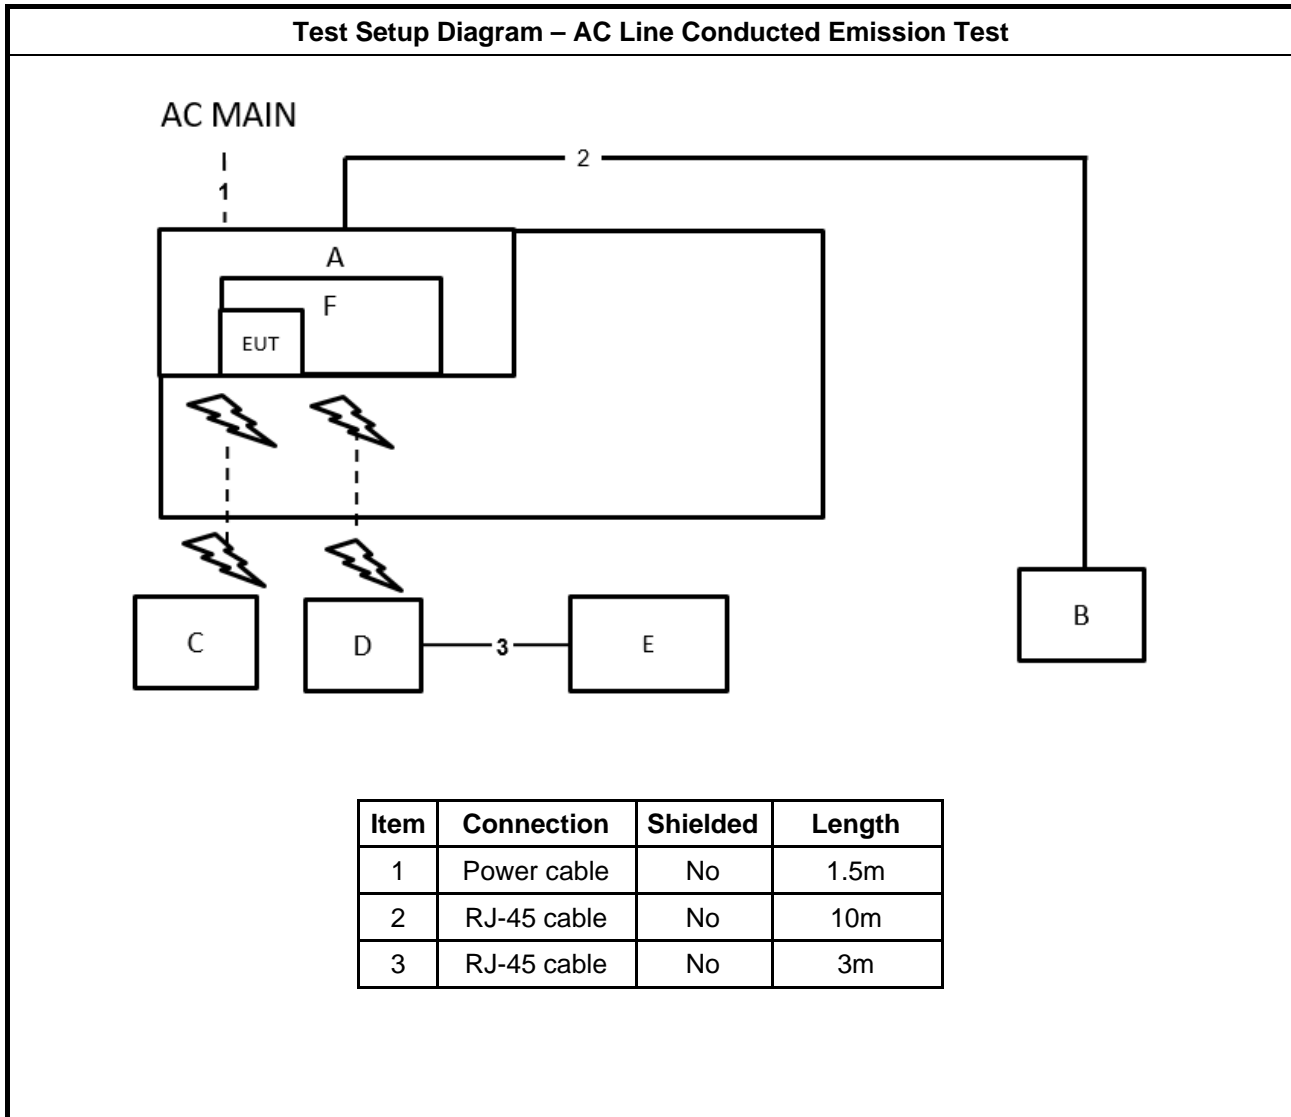 Test Setup Diagram – AC Line Conducted Emission Test
AC MAIN
2
1
A
F
EUT
B
C
D
3
E
Item Connection Shielded Length
1 Power cable No 1.5m
2 RJ-45 cable No 10m
3 RJ-45 cable No 3m